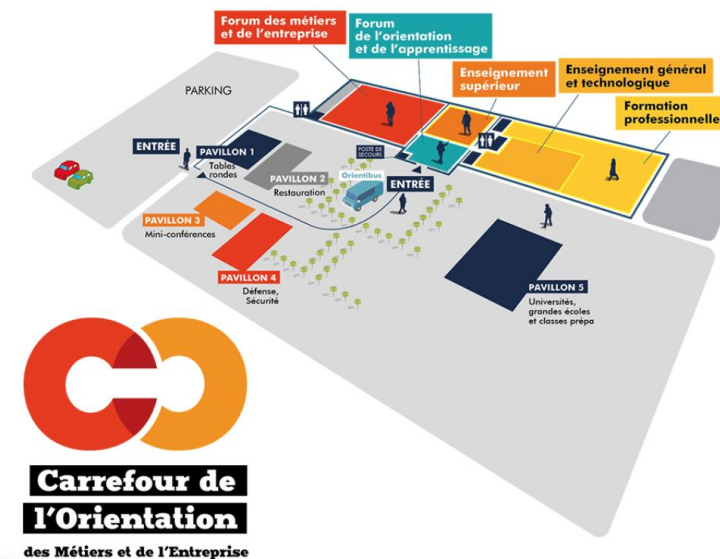 Forum des métiers
et de l'entreprise
Forum
de l'orientation
et de l'apprentissage
Enseignement
supérieur
Enseignement général
et technologique
Formation
professionnelle
PARKING
ENTRÉE
PAVILLON 1
Tables
rondes
PAVILLON 2
Restauration
POSTE DE
SECOURS
Orientibus
ENTRÉE
PAVILLON 3
Mini-conférences
PAVILLON 4
Défense,
Sécurité
PAVILLON 5
Universités,
grandes écoles
et classes prépa
Carrefour de
l'Orientation
des Métiers et de l'Entreprise